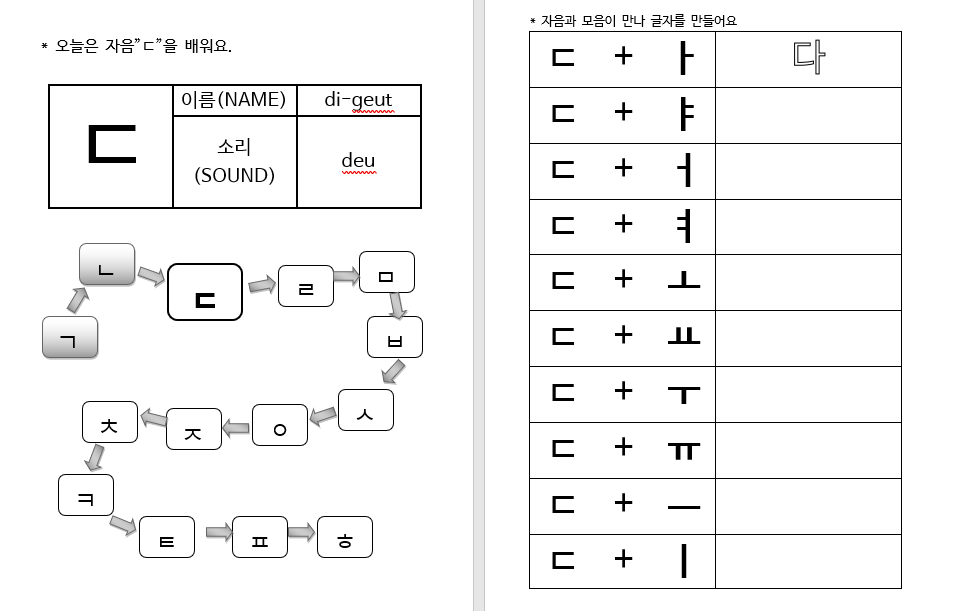 * 오늘은 자음”ㄷ”을 배워요.
ㄷ
이름(NAME)
di-geut
소리
(SOUND)
deu
ㄱ
ㄴ
ㄷ
ㄹ
ㅁ
ㅂ
ㅅ
ㅇ
ㅈ
ㅊ
ㅋ
ㅌ
ㅍ
ㅎ
* 자음과 모음이 만나 글자를 만들어요
ㄷ + ㅏ 다
ㄷ + ㅑ
ㄷ + ㅓ
ㄷ + ㅕ
ㄷ + ㅗ
ㄷ + ㅛ
ㄷ + ㅜ
ㄷ + ㅠ
ㄷ + ㅡ
ㄷ + ㅣ